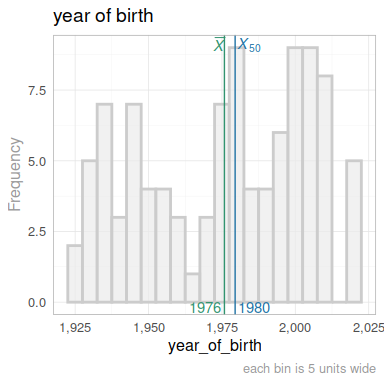 year of birth
X̅
X50
7.5
5.0
2.5
0.0
Frequency
1976
1980
1,925
1,950
1,975
2,000
2,025
year_of_birth
each bin is 5 units wide